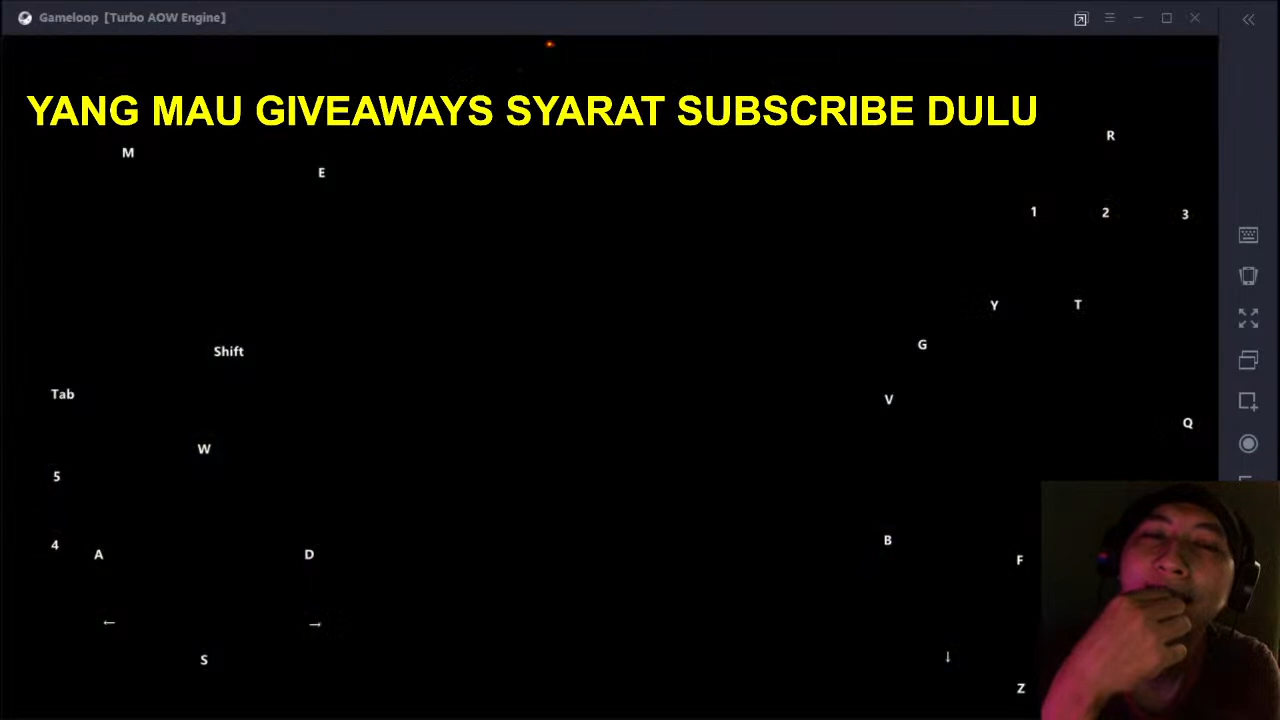 Gameloop【Turbo AOW Engine】
YANG MAU GIVEAWAYS SYARAT SUBSCRIBE DULU
R
M
E
1 2 3
Y T
G
Shift
Tab
V
Q
W
5
B
4 A D
F
← →
S
↓
Z